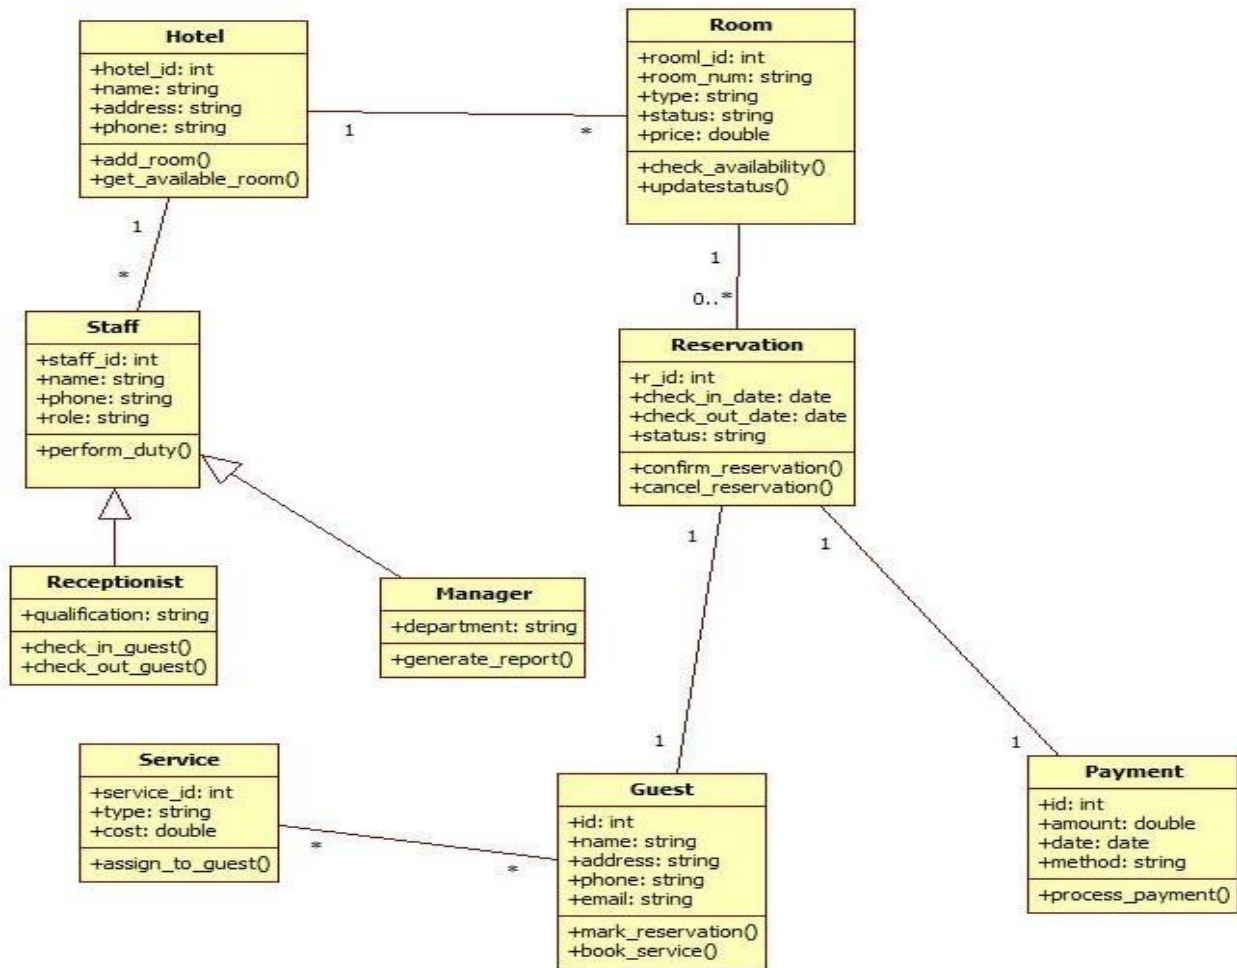 Hotel
+hotel_id: int
+name: string
+address: string
+phone: string
+add_room()
+get_available_room()
Room
+rooml_id: int
+room_num: string
+type: string
+status: string
+price: double
+check_availability()
+updatestatus()
1
*
1
*
1
0..*
Staff
+staff_id: int
+name: string
+phone: string
+role: string
+perform_duty()
Reservation
+r_id: int
+check_in_date: date
+check_out_date: date
+status: string
+confirm_reservation()
+cancel_reservation()
1
1
Receptionist
+qualification: string
+check_in_guest()
+check_out_guest()
Manager
+department: string
+generate_report()
1
1
Service
+service_id: int
+type: string
+cost: double
+assign_to_guest()
*
*
Guest
+id: int
+name: string
+address: string
+phone: string
+email: string
+mark_reservation()
+book_service()
Payment
+id: int
+amount: double
+date: date
+method: string
+process_payment()